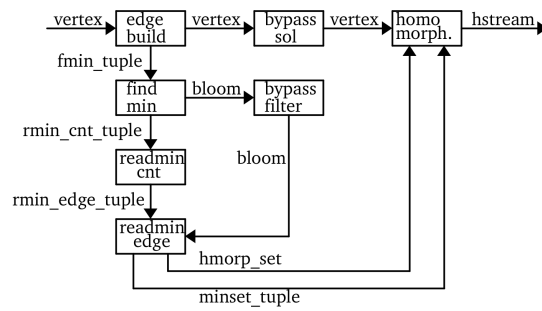 vertex
edge
build
vertex
bypass
sol
vertex
homo
morph.
hstream
fmin_tuple
find
min
bloom
bypass
filter
rmin_cnt_tuple
readmin
cnt
bloom
rmin_edge_tuple
readmin
edge
hmorp_set
minset_tuple